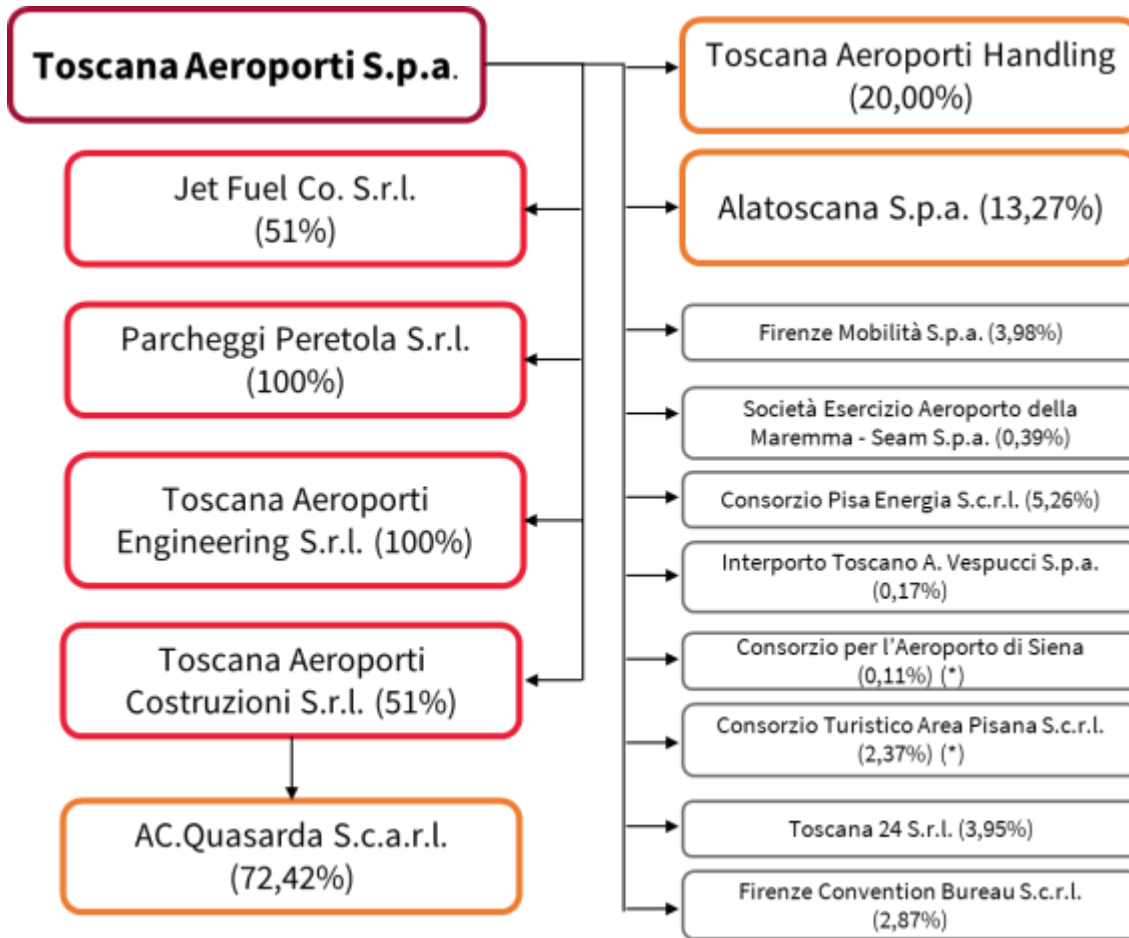 Toscana Aeroporti S.p.a.
Jet Fuel Co. S.r.l.
(51%)
Parcheggi Peretola S.r.l.
(100%)
Toscana Aeroporti
Engineering S.r.l. (100%)
Toscana Aeroporti
Costruzioni S.r.l. (51%)
AC.Quasarda S.c.a.r.l.
(72,42%)
Toscana Aeroporti Handling
(20,00%)
Alatoscana S.p.a. (13,27%)
Firenze Mobilità S.p.a. (3,98%)
Società Esercizio Aeroporto della
Maremma - Seam S.p.a. (0,39%)
Consorzio Pisa Energia S.c.r.l. (5,26%)
Interporto Toscano A. Vespucci S.p.a.
(0,17%)
Consorzio per l'Aeroporto di Siena
(0,11%) (*)
Consorzio Turistico Area Pisana S.c.r.l.
(2,37%) (*)
Toscana 24 S.r.l. (3,95%)
Firenze Convention Bureau S.c.r.l.
(2,87%)